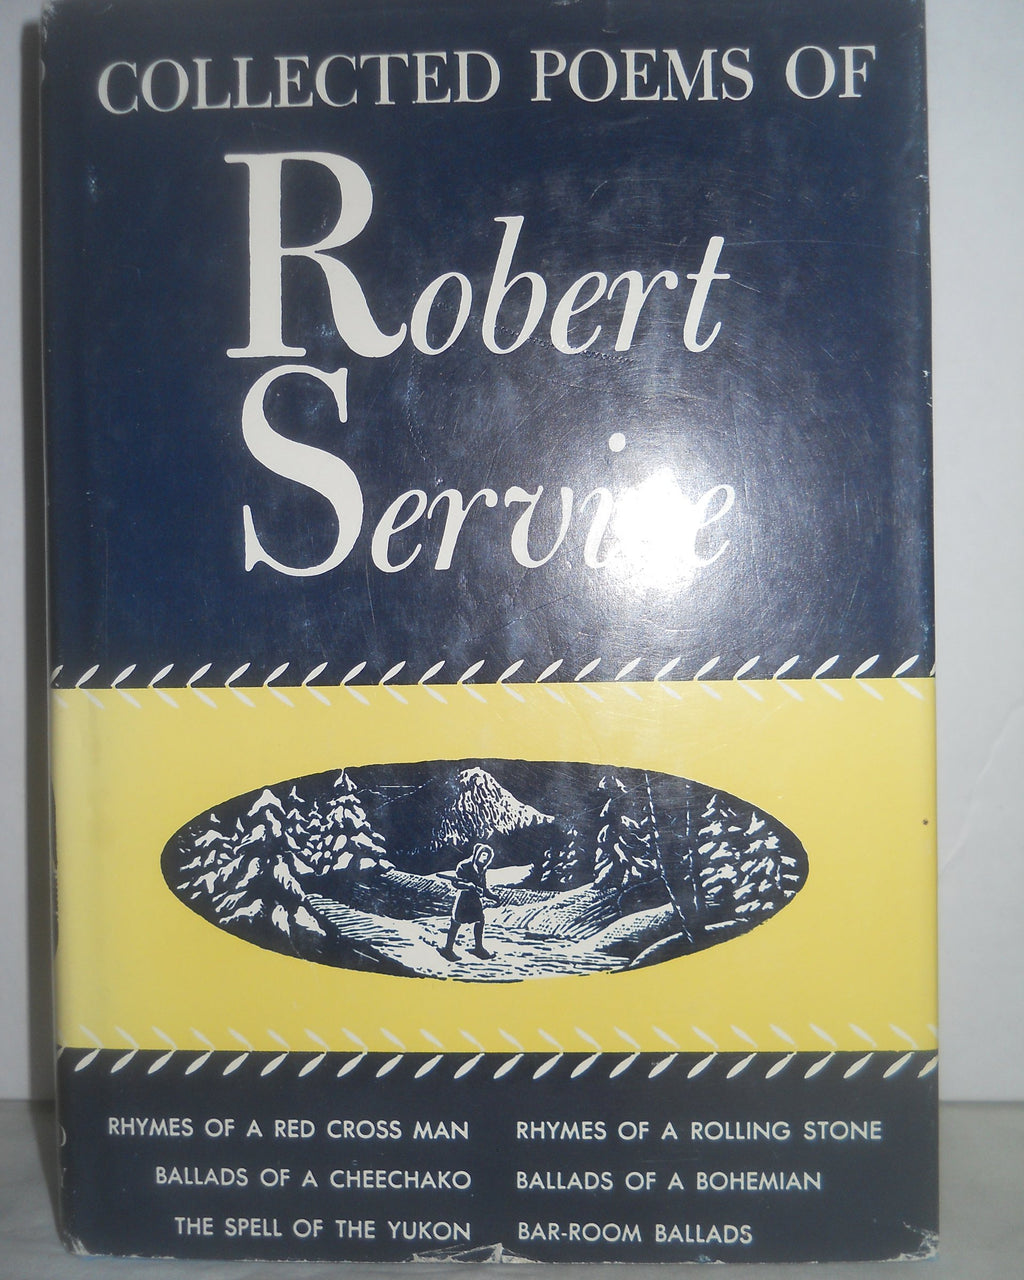 COLLECTED POEMS OF
Robert
Service
RHYMES OF A RED CROSS MAN
RHYMES OF A ROLLING STONE
BALLADS OF A CHEECHAKO
BALLADS OF A BOHEMIAN
THE SPELL OF THE YUKON
BAR-ROOM BALLADS